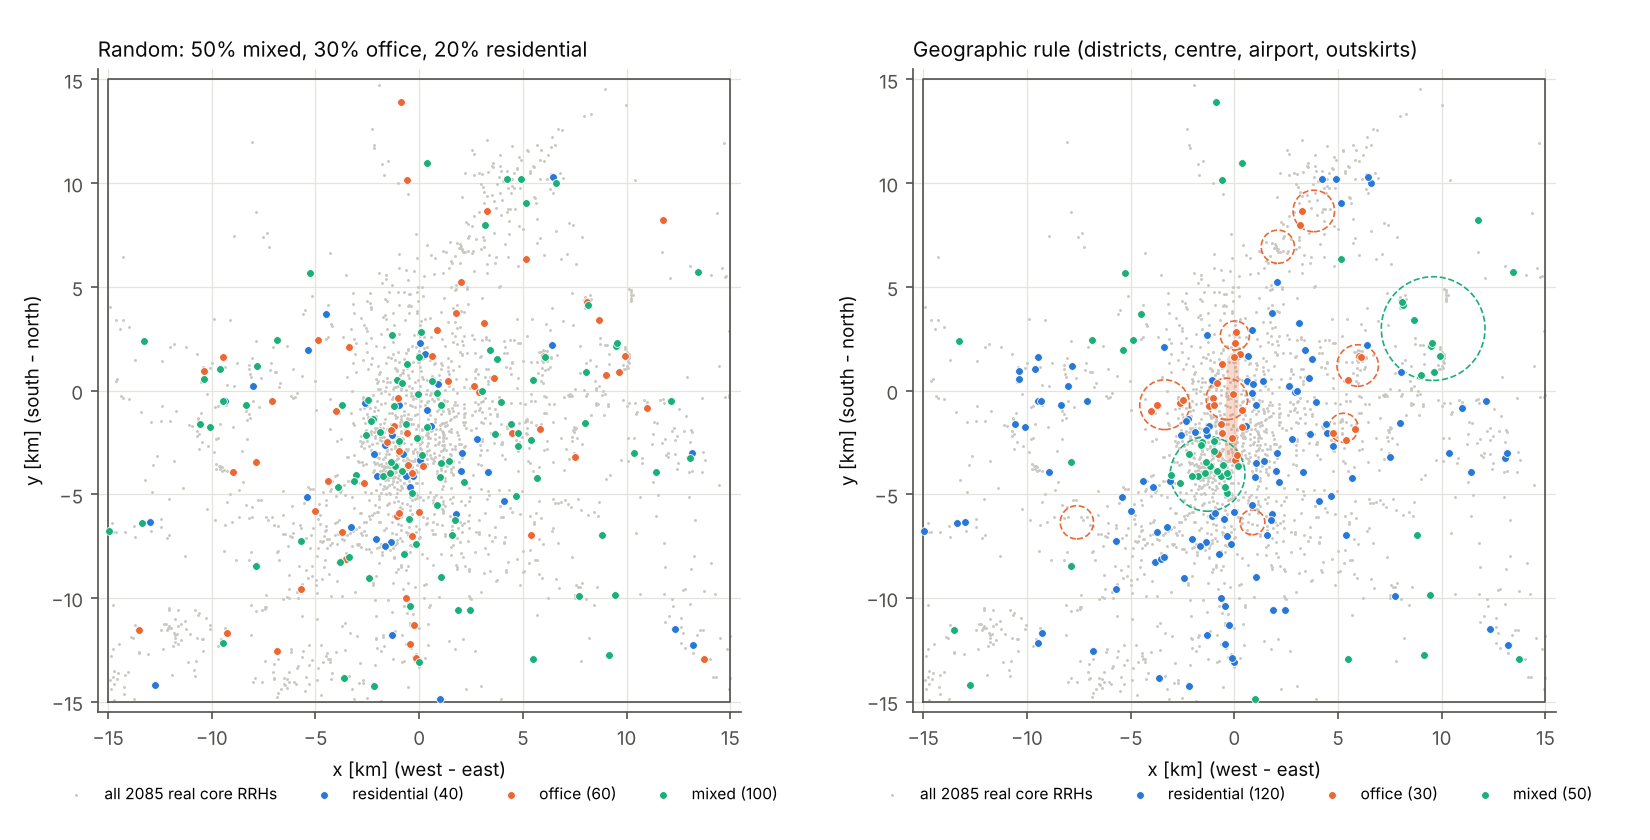 Random: 50% mixed, 30% office, 20% residential
15
10
5
0
−5
−10
−15
y [km] (south - north)
−15 −10 −5 0 5 10 15
x [km] (west - east)
all 2085 real core RRHs residential (40) office (60) mixed (100)
Geographic rule (districts, centre, airport, outskirts)
15
10
5
0
−5
−10
−15
y [km] (south - north)
−15 −10 −5 0 5 10 15
x [km] (west - east)
all 2085 real core RRHs residential (120) office (30) mixed (50)